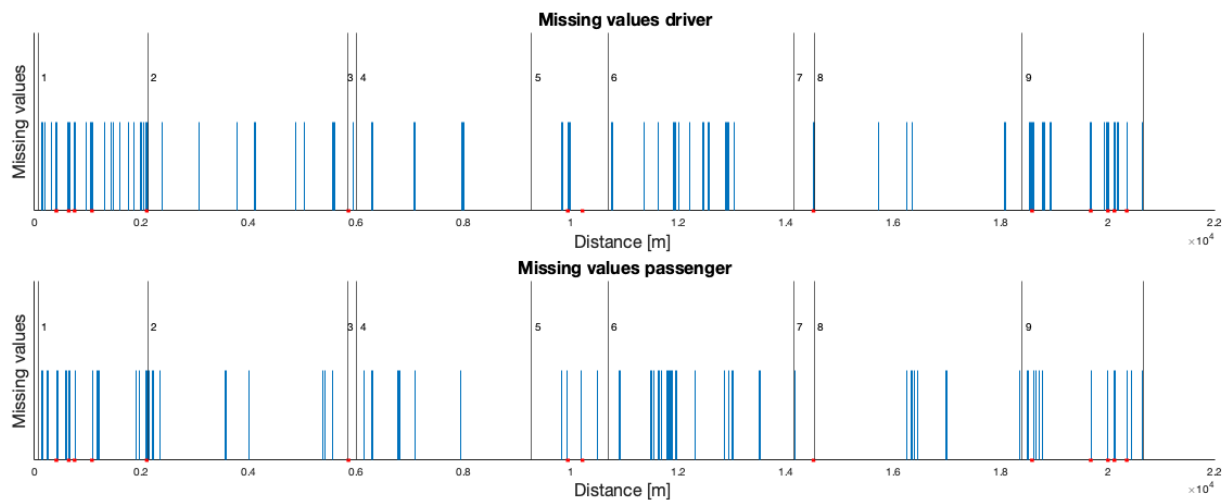 Missing values driver
Missing values
1 2 3 4 5 6 7 8 9
0 0.2 0.4 0.6 0.8 1 1.2 1.4 1.6 1.8 2 2.2
Distance [m]
×10⁴
Missing values passenger
Missing values
1 2 3 4 5 6 7 8 9
0 0.2 0.4 0.6 0.8 1 1.2 1.4 1.6 1.8 2 2.2
Distance [m]
×10⁴